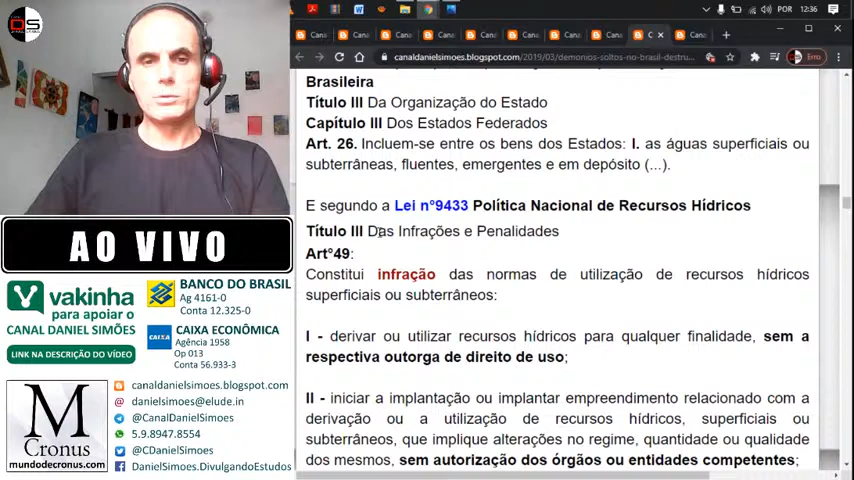 POR 12:36
canaldanielsimoes.blogspot.com/2019/03/demonios-soltos-no-brasil-destru...
Erro
Brasileira
Título III Da Organização do Estado
Capítulo III Dos Estados Federados
Art. 26. Incluem-se entre os bens dos Estados: I. as águas superficiais ou
subterrâneas, fluentes, emergentes e em depósito (...).
E segundo a Lei n°9433 Política Nacional de Recursos Hídricos
Título III Das Infrações e Penalidades
Art°49:
Constitui infração das normas de utilização de recursos hídricos
superficiais ou subterrâneos:
I - derivar ou utilizar recursos hídricos para qualquer finalidade, sem a
respectiva outorga de direito de uso;
II - iniciar a implantação ou implantar empreendimento relacionado com a
derivação ou a utilização de recursos hídricos, superficiais ou
subterrâneos, que implique alterações no regime, quantidade ou qualidade
dos mesmos, sem autorização dos órgãos ou entidades competentes;
AO VIVO
vakinha
para apoiar o
CANAL DANIEL SIMÕES
LINK NA DESCRIÇÃO DO VÍDEO
BANCO DO BRASIL
Ag 4161-0
Conta 12.325-0
CAIXA
CAIXA ECONÔMICA
Agência 1958
Op 013
Conta 56.933-3
M
Cronus
mundodecronus.com
canaldanielsimoes.blogspot.com
danielsimoes@elude.in
@CanalDanielSimoes
5.9.8947.8554
@CDanielSimoes
DanielSimoes.DivulgandoEstudos